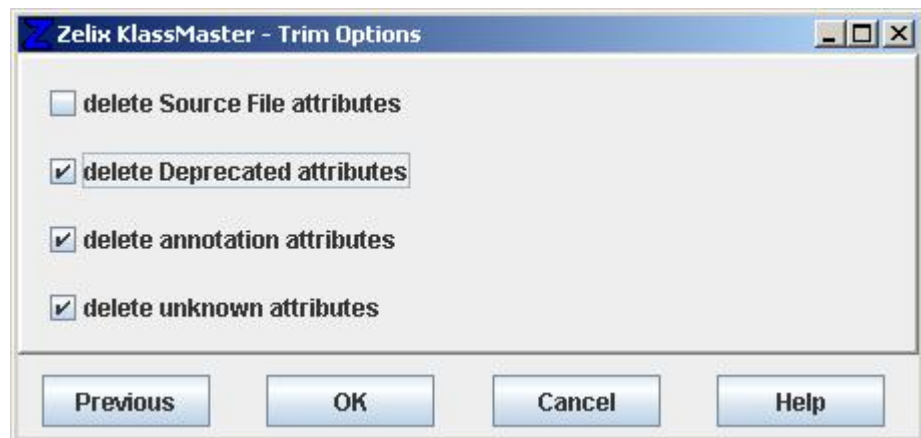 Zelix KlassMaster - Trim Options
delete Source File attributes
delete Deprecated attributes
delete annotation attributes
delete unknown attributes
Previous OK Cancel Help